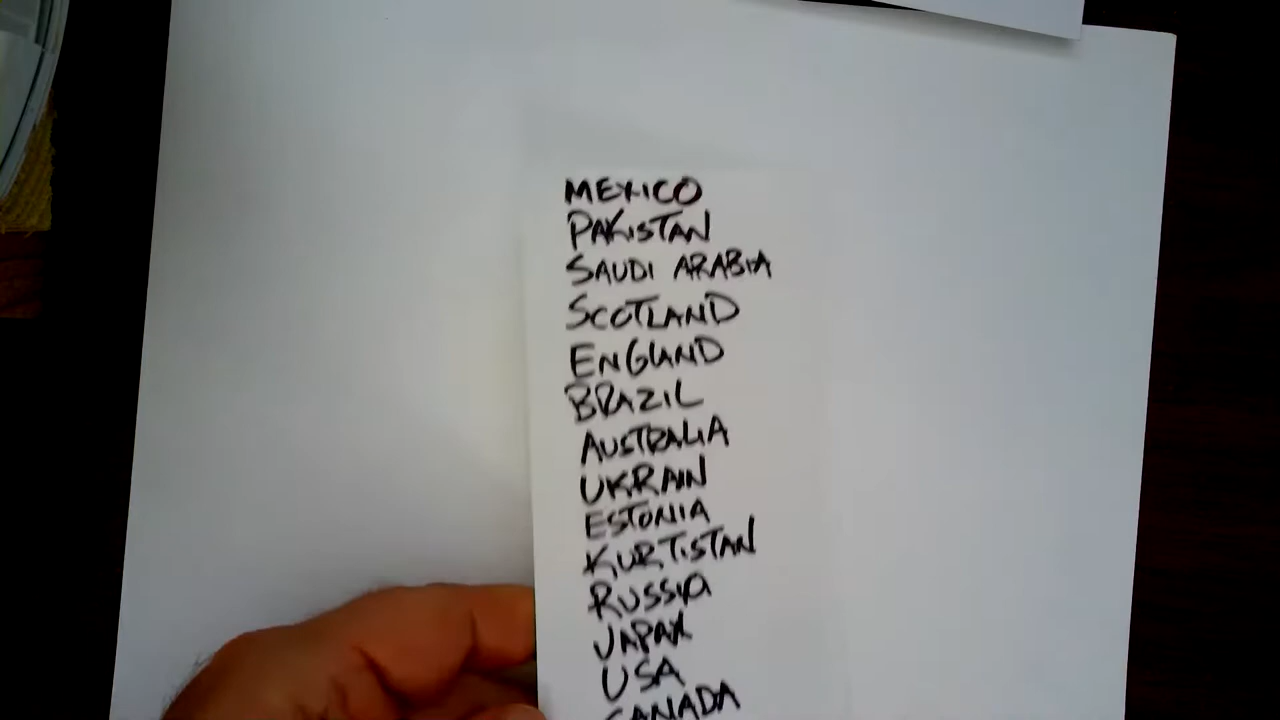 MEXICO
PAKISTAN
SAUDI ARABIA
SCOTLAND
ENGLAND
BRAZIL
AUSTRALIA
UKRAIN
ESTONIA
KURTISTAN
RUSSIA
JAPAN
USA
CANADA